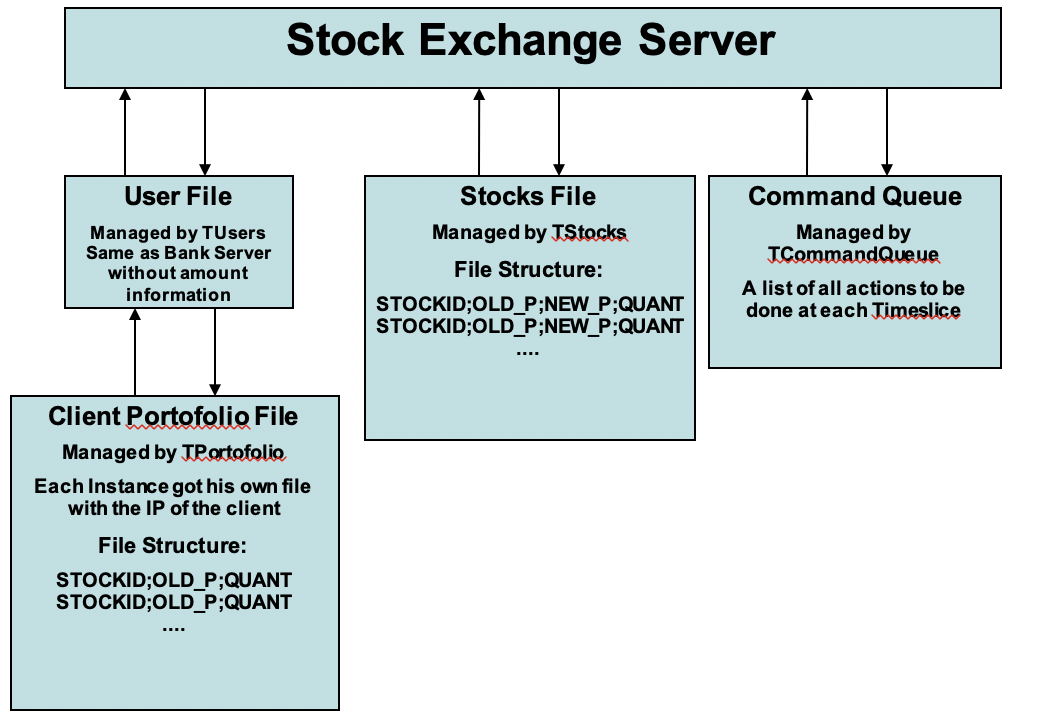 Stock Exchange Server
User File
Managed by TUsers
Same as Bank Server
without amount
information
Stocks File
Managed by TStocks
File Structure:
STOCKID;OLD_P;NEW_P;QUANT
STOCKID;OLD_P;NEW_P;QUANT
....
Command Queue
Managed by
TCommandQueue
A list of all actions to be
done at each Timeslice
Client Portofolio File
Managed by TPortofolio
Each Instance got his own file
with the IP of the client
File Structure:
STOCKID;OLD_P;QUANT
STOCKID;OLD_P;QUANT
....